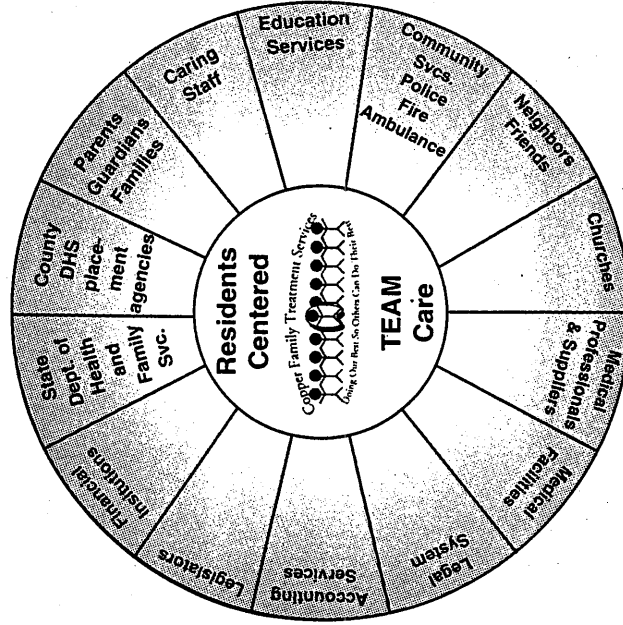 Education
Services
Community
Svcs.
Police
Fire
Ambulance
Neighbors
Friends
Churches
Medical
Professionals
& Suppliers
Medical
Facilities
Legal
System
Accounting
Services
Legislators
Financial
Insitutions
State
Dept. of
Health
and
Family
Svc.
County
DHS
place-
ment
agencies
Parents
Guardians
Families
Caring
Staff
Residents
Centered
Copper Family Treatment Services
Doing Our Best So Others Can Do Their Best
TEAM
Care